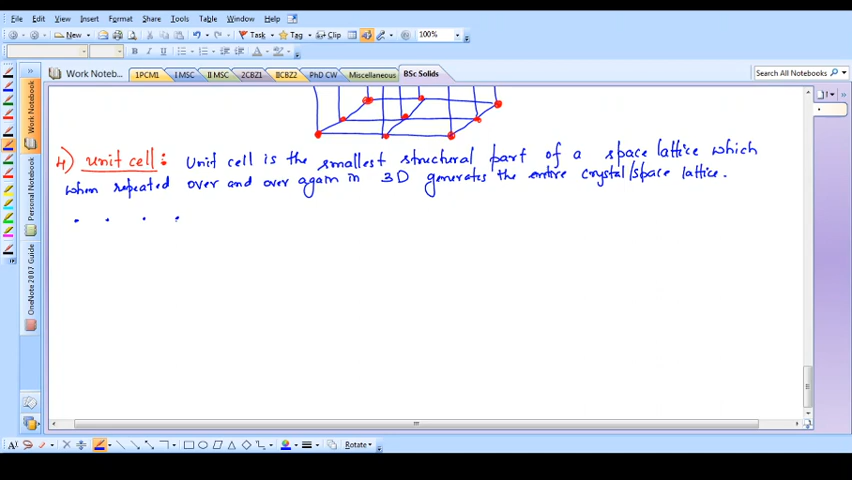 File Edit View Insert Format Share Tools Table Window Help
New Task Tag Clip 100%
Work Noteb... 1PCM1 I MSC II MSC 2CBZ1 IICBZ2 PhD CW Miscellaneous BSc Solids Search All Notebooks
Work Notebook
Personal Notebook
OneNote 2007 Guide
4) unit cell: Unit cell is the smallest structural part of a space lattice which
when repeated over and over again in 3D generates the entire crystal/space lattice.
Rotate